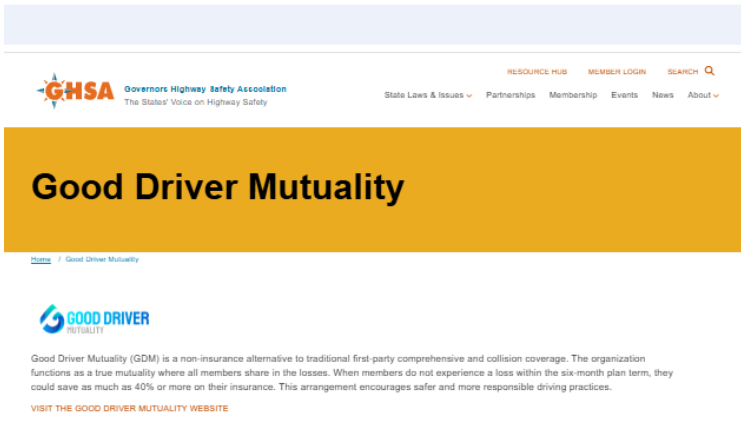 RESOURCE HUB MEMBER LOGIN SEARCH
GHSA
Governors Highway Safety Association
The States' Voice on Highway Safety
State Laws & Issues Partnerships Membership Events News About
Good Driver Mutuality
Home / Good Driver Mutuality
GOOD DRIVER
MUTUALITY
Good Driver Mutuality (GDM) is a non-insurance alternative to traditional first-party comprehensive and collision coverage. The organization
functions as a true mutuality where all members share in the losses. When members do not experience a loss within the six-month plan term, they
could save as much as 40% or more on their insurance. This arrangement encourages safer and more responsible driving practices.
VISIT THE GOOD DRIVER MUTUALITY WEBSITE